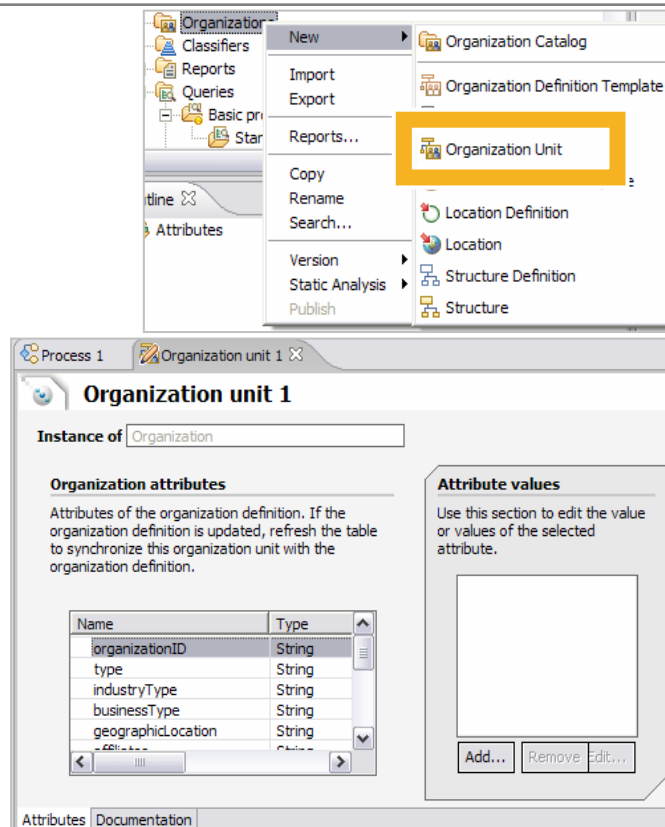 Organizations
Classifiers
Reports
Queries
Basic pr
Star
New
Import
Export
Reports...
Copy
Rename
Search...
Version
Static Analysis
Publish
Organization Catalog
Organization Definition Template
Organization Unit
Location Definition
Location
Structure Definition
Structure
tline
Attributes
Process 1
Organization unit 1
Organization unit 1
Instance of Organization
Organization attributes
Attributes of the organization definition. If the
organization definition is updated, refresh the table
to synchronize this organization unit with the
organization definition.
Name Type
organizationID String
type String
industryType String
businessType String
geographicLocation String
Attribute values
Use this section to edit the value
or values of the selected
attribute.
Add... Remove Edit...
Attributes Documentation